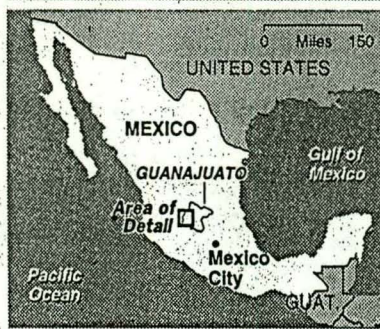 0 Miles 150
UNITED STATES
MEXICO
GUANAJUATO
Gulf of
Mexico
Area of
Detail
Mexico
City
Pacific
Ocean
GUAT.